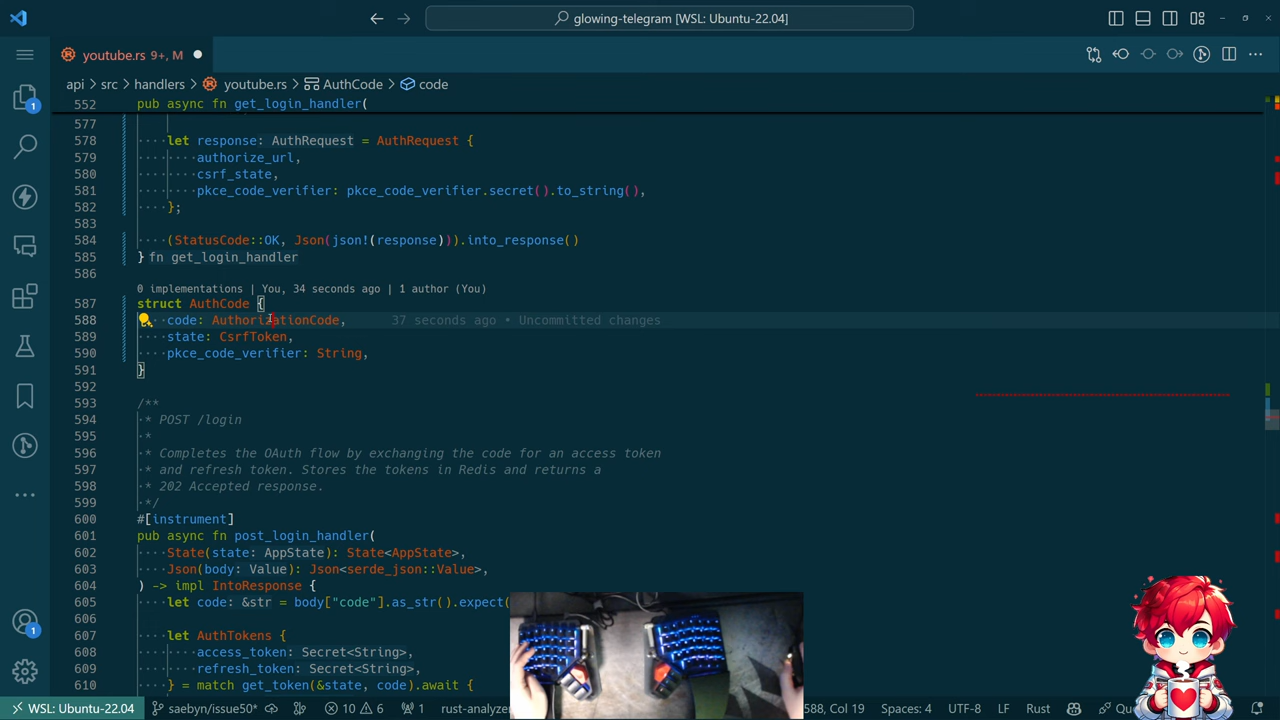 glowing-telegram [WSL: Ubuntu-22.04]
youtube.rs 9+, M
api > src > handlers > youtube.rs > AuthCode > code
552 pub async fn get_login_handler(
577
578 ····let response: AuthRequest = AuthRequest {
579 ········authorize_url,
580 ········csrf_state,
581 ········pkce_code_verifier: pkce_code_verifier.secret().to_string(),
582 ····};
583
584 ····(StatusCode::OK, Json(json!(response))).into_response()
585 } fn get_login_handler
586
0 implementations | You, 34 seconds ago | 1 author (You)
587 struct AuthCode {
588 ····code: AuthorizationCode, 37 seconds ago • Uncommitted changes
589 ····state: CsrfToken,
590 ····pkce_code_verifier: String,
591 }
592
593 /**
594 ·* POST /login
595 ·*
596 ·* Completes the OAuth flow by exchanging the code for an access token
597 ·* and refresh token. Stores the tokens in Redis and returns a
598 ·* 202 Accepted response.
599 ·*/
600 #[instrument]
601 pub async fn post_login_handler(
602 ····State(state: AppState): State<AppState>,
603 ····Json(body: Value): Json<serde_json::Value>,
604 ) -> impl IntoResponse {
605 ····let code: &str = body["code"].as_str().expect(
606
607 ····let AuthTokens {
608 ········access_token: Secret<String>,
609 ········refresh_token: Secret<String>,
610 ····} = match get_token(&state, code).await {
1
1
WSL: Ubuntu-22.04 saebyn/issue50* 10 6 1 rust-analyzer 588, Col 19 Spaces: 4 UTF-8 LF Rust